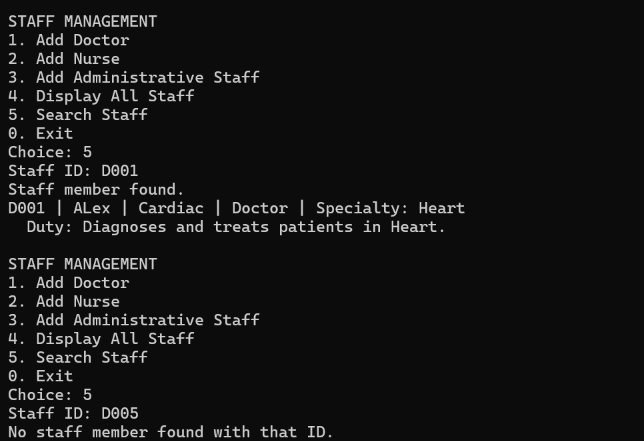 STAFF MANAGEMENT
1. Add Doctor
2. Add Nurse
3. Add Administrative Staff
4. Display All Staff
5. Search Staff
0. Exit
Choice: 5
Staff ID: D001
Staff member found.
D001 | ALex | Cardiac | Doctor | Specialty: Heart
  Duty: Diagnoses and treats patients in Heart.

STAFF MANAGEMENT
1. Add Doctor
2. Add Nurse
3. Add Administrative Staff
4. Display All Staff
5. Search Staff
0. Exit
Choice: 5
Staff ID: D005
No staff member found with that ID.